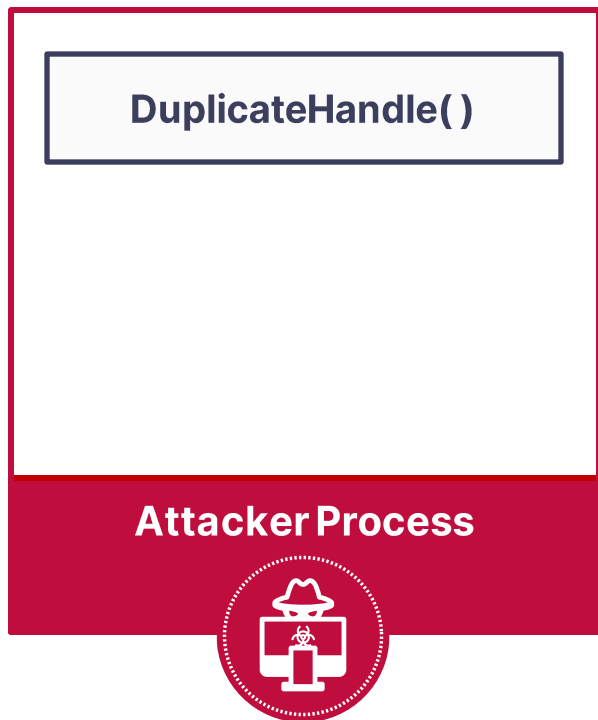 DuplicateHandle( )
Attacker Process